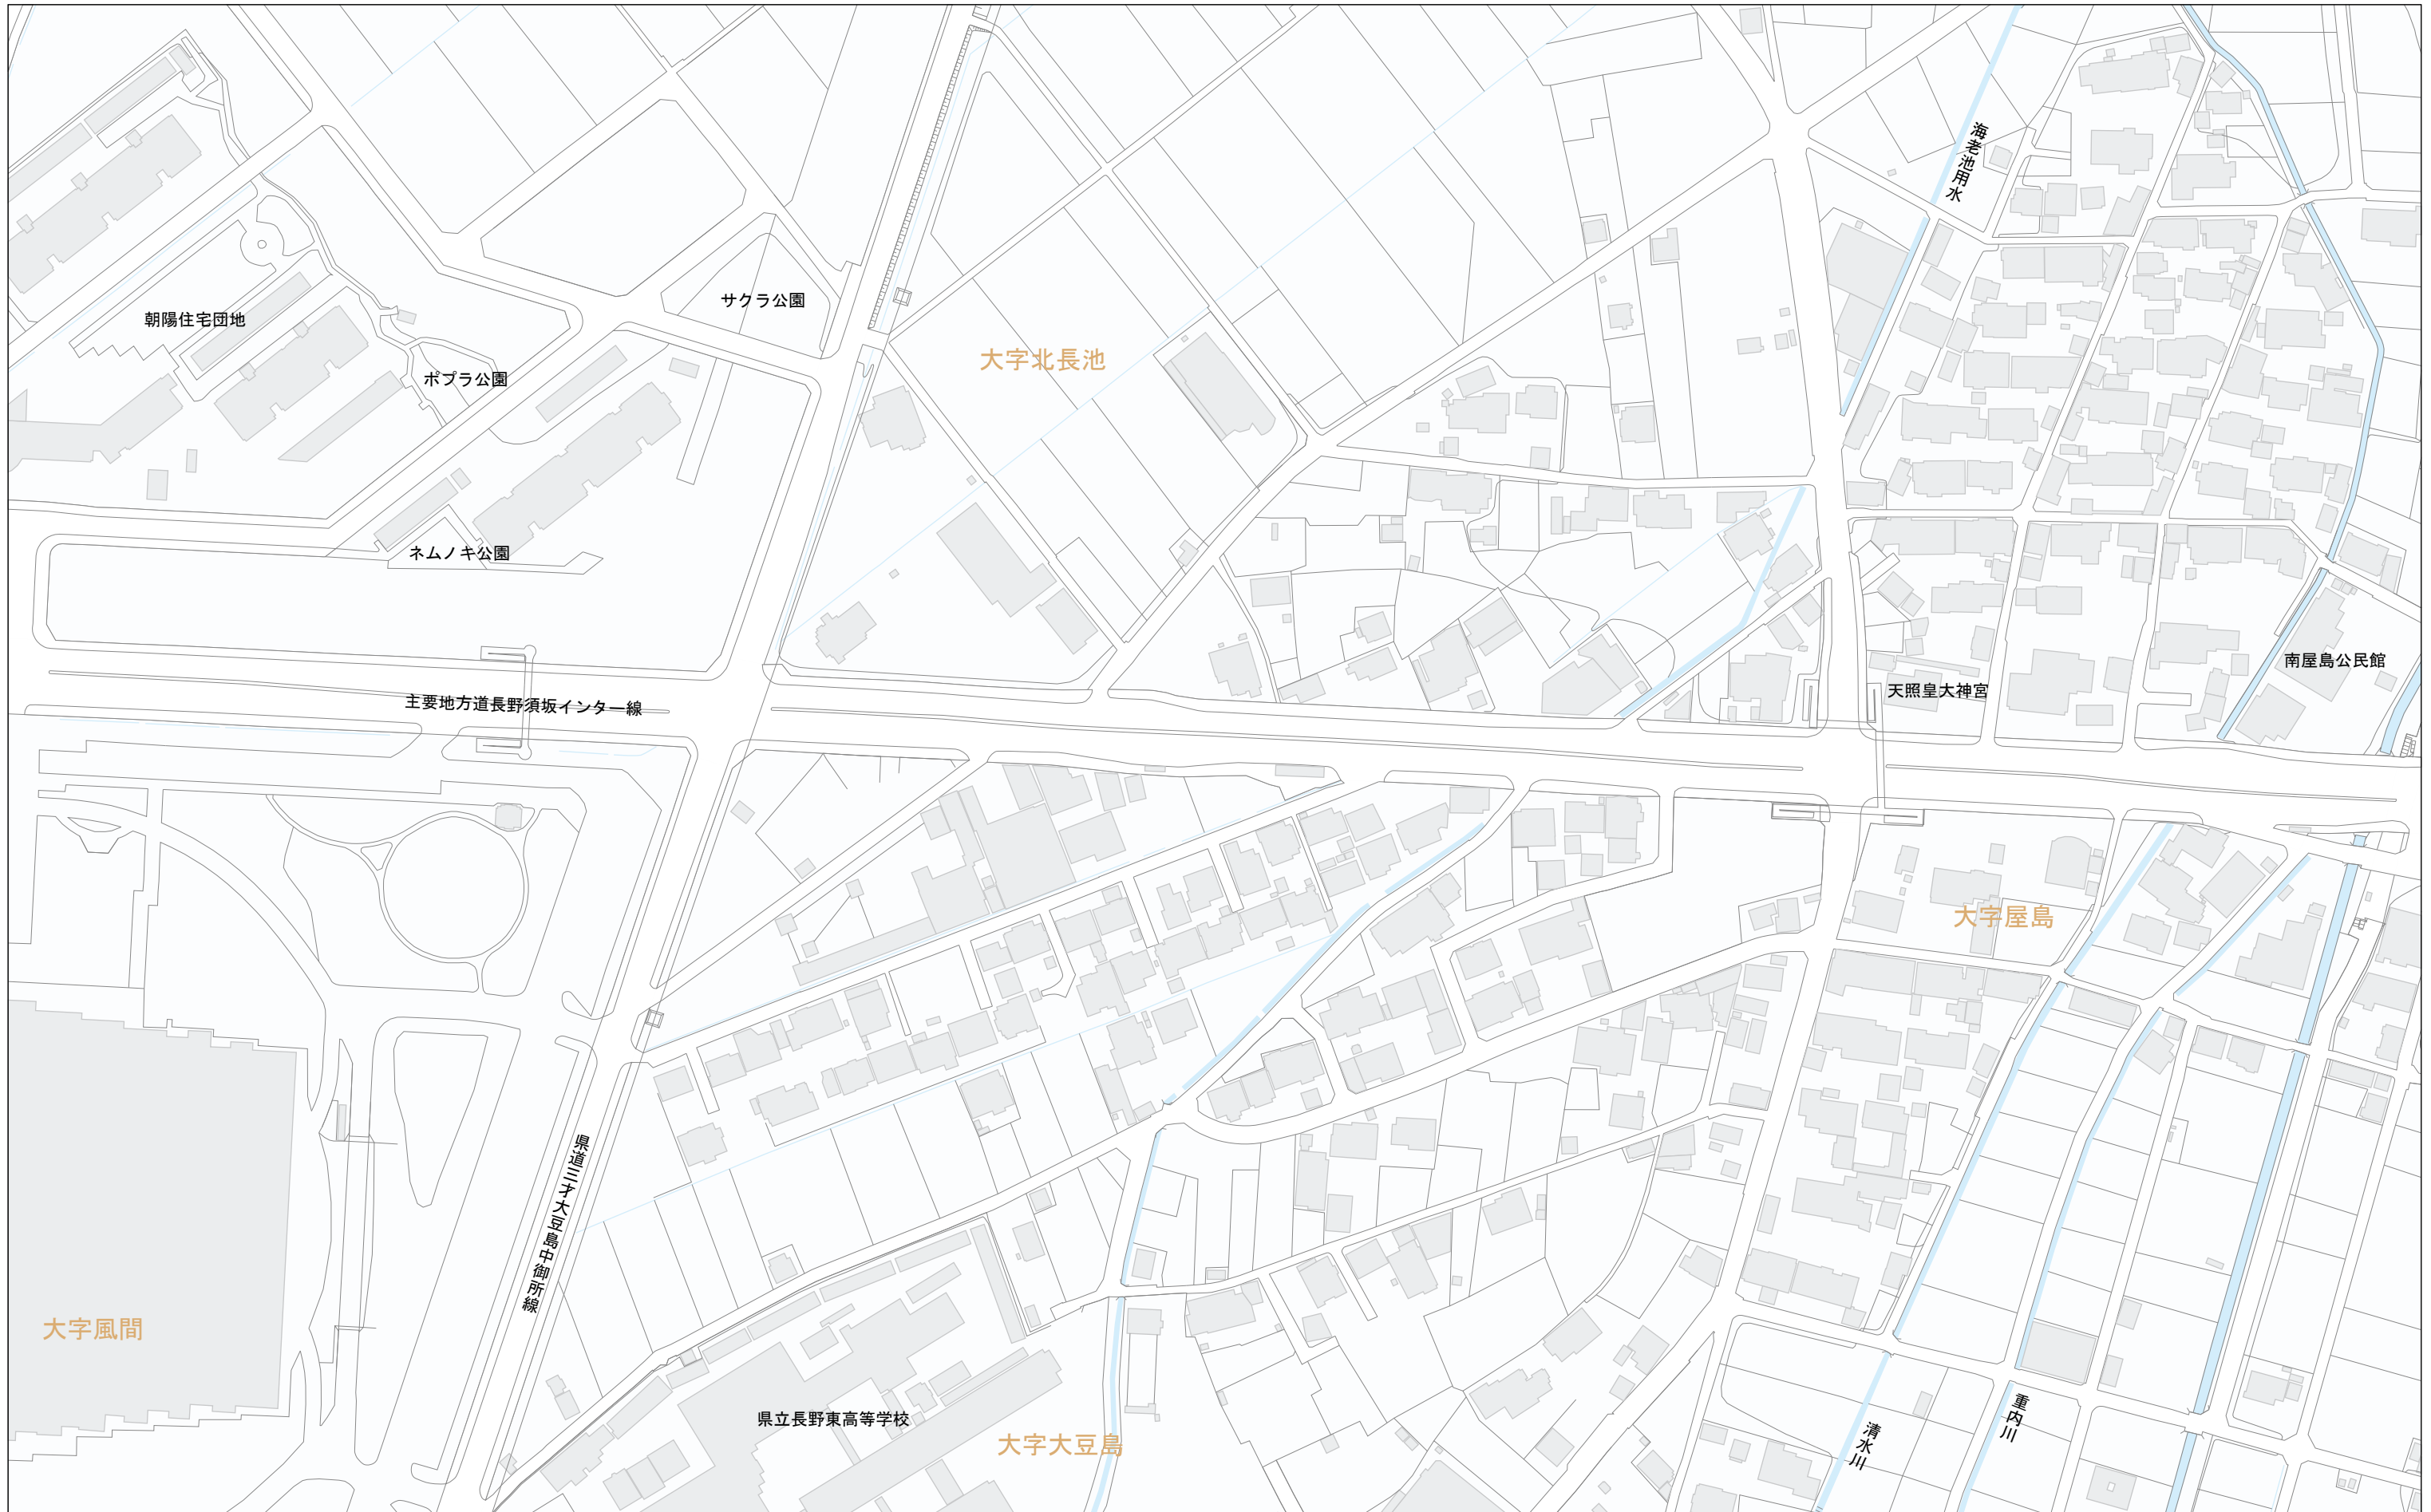 海老池用水
サクラ公園
朝陽住宅団地
大字北長池
ポプラ公園
ネムノキ公園
南屋島公民館
天照皇大神宮
主要地方道長野須坂インター線
大字屋島
県道三才大豆島中御所線
大字風間
県立長野東高等学校
大字大豆島
清水川
重内川